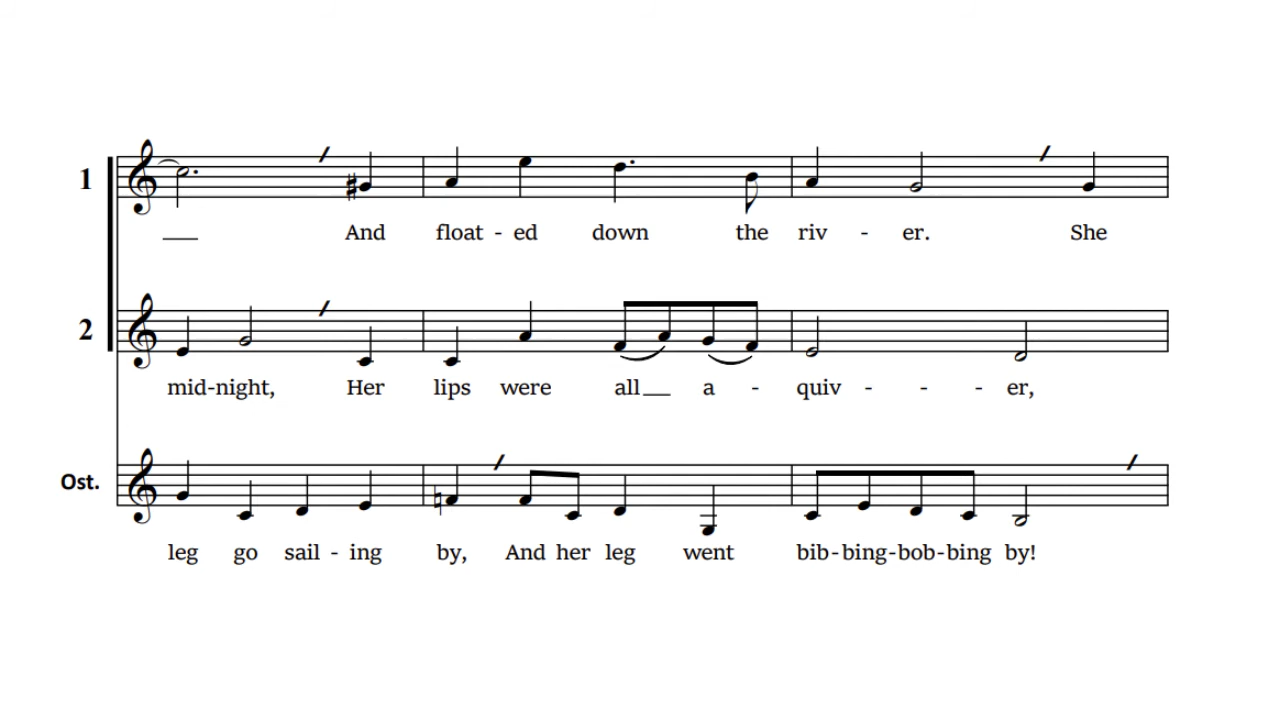 1
And float - ed down the riv - er. She
2
mid-night, Her lips were all a - quiv - - - er,
Ost.
leg go sail - ing by, And her leg went bib-bing-bob-bing by!